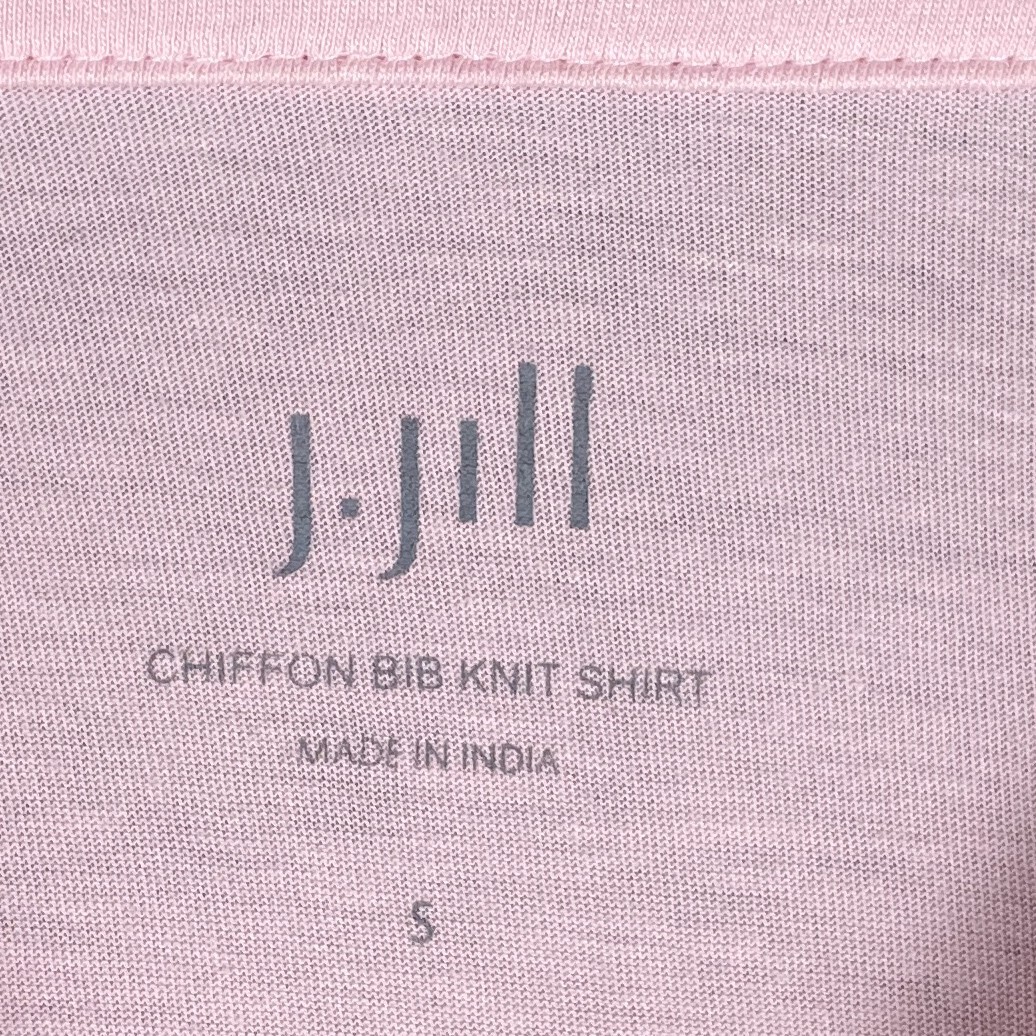 J.Jill
CHIFFON BIB KNIT SHIRT
MADE IN INDIA
S